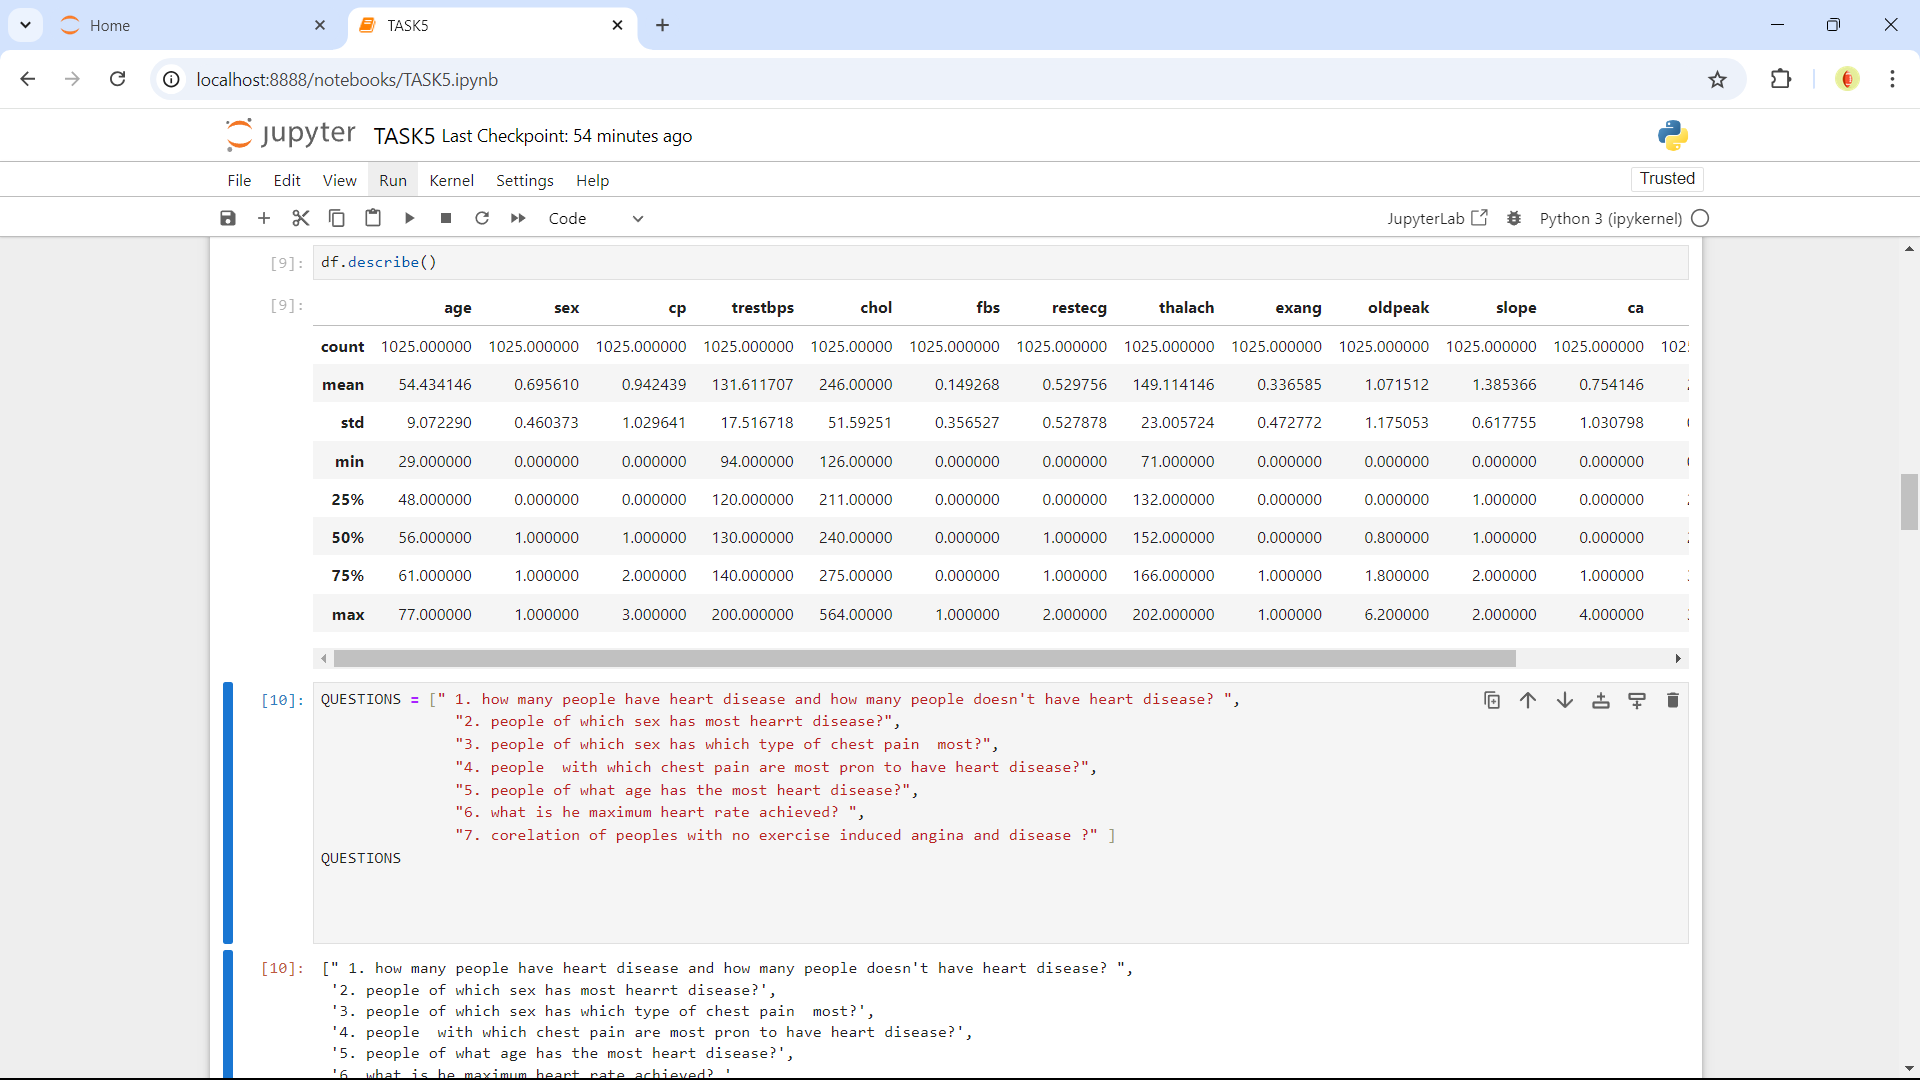 Home
TASK5
localhost:8888/notebooks/TASK5.ipynb
jupyter TASK5 Last Checkpoint: 54 minutes ago
File Edit View Run Kernel Settings Help Trusted
Code JupyterLab Python 3 (ipykernel)
[9]: df.describe()
[9]:
age sex cp trestbps chol fbs restecg thalach exang oldpeak slope ca
count 1025.000000 1025.000000 1025.000000 1025.000000 1025.00000 1025.000000 1025.000000 1025.000000 1025.000000 1025.000000 1025.000000 1025.000000
mean 54.434146 0.695610 0.942439 131.611707 246.00000 0.149268 0.529756 149.114146 0.336585 1.071512 1.385366 0.754146
std 9.072290 0.460373 1.029641 17.516718 51.59251 0.356527 0.527878 23.005724 0.472772 1.175053 0.617755 1.030798
min 29.000000 0.000000 0.000000 94.000000 126.00000 0.000000 0.000000 71.000000 0.000000 0.000000 0.000000 0.000000
25% 48.000000 0.000000 0.000000 120.000000 211.00000 0.000000 0.000000 132.000000 0.000000 0.000000 1.000000 0.000000
50% 56.000000 1.000000 1.000000 130.000000 240.00000 0.000000 1.000000 152.000000 0.000000 0.800000 1.000000 0.000000
75% 61.000000 1.000000 2.000000 140.000000 275.00000 0.000000 1.000000 166.000000 1.000000 1.800000 2.000000 1.000000
max 77.000000 1.000000 3.000000 200.000000 564.00000 1.000000 2.000000 202.000000 1.000000 6.200000 2.000000 4.000000
[10]: QUESTIONS = [" 1. how many people have heart disease and how many people doesn't have heart disease? ",
"2. people of which sex has most hearrt disease?",
"3. people of which sex has which type of chest pain  most?",
"4. people  with which chest pain are most pron to have heart disease?",
"5. people of what age has the most heart disease?",
"6. what is he maximum heart rate achieved? ",
"7. corelation of peoples with no exercise induced angina and disease ?" ]
QUESTIONS
[10]: [" 1. how many people have heart disease and how many people doesn't have heart disease? ",
'2. people of which sex has most hearrt disease?',
'3. people of which sex has which type of chest pain  most?',
'4. people  with which chest pain are most pron to have heart disease?',
'5. people of what age has the most heart disease?',
'6. what is he maximum heart rate achieved? '